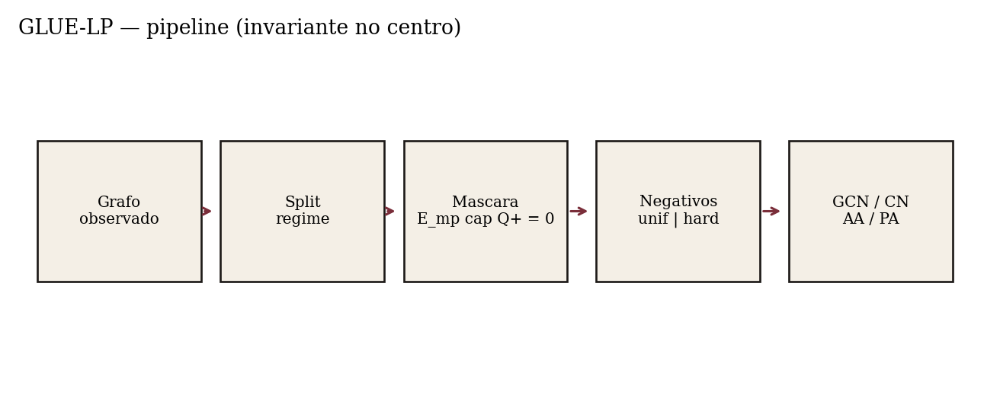 GLUE-LP — pipeline (invariante no centro)
Grafo
observado
Split
regime
Mascara
E_mp cap Q+ = 0
Negativos
unif | hard
GCN / CN
AA / PA